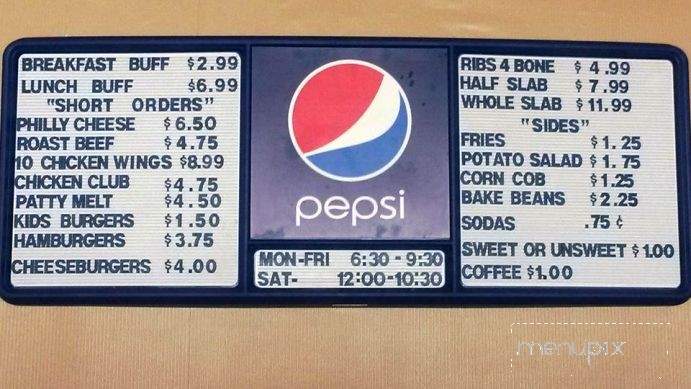 BREAKFAST BUFF $2.99
LUNCH BUFF $6.99
"SHORT ORDERS"
PHILLY CHEESE $6.50
ROAST BEEF $4.75
10 CHICKEN WINGS $8.99
CHICKEN CLUB $4.75
PATTY MELT $4.50
KIDS BURGERS $1.50
HAMBURGERS $3.75
CHEESEBURGERS $4.00
pepsi
MON-FRI 6:30 - 9:30
SAT- 12:00-10:30
RIBS 4 BONE $4.99
HALF SLAB $7.99
WHOLE SLAB $11.99
"SIDES"
FRIES $1.25
POTATO SALAD $1.75
CORN COB $1.25
BAKE BEANS $2.25
SODAS .75 ¢
SWEET OR UNSWEET $1.00
COFFEE $1.00
menupix